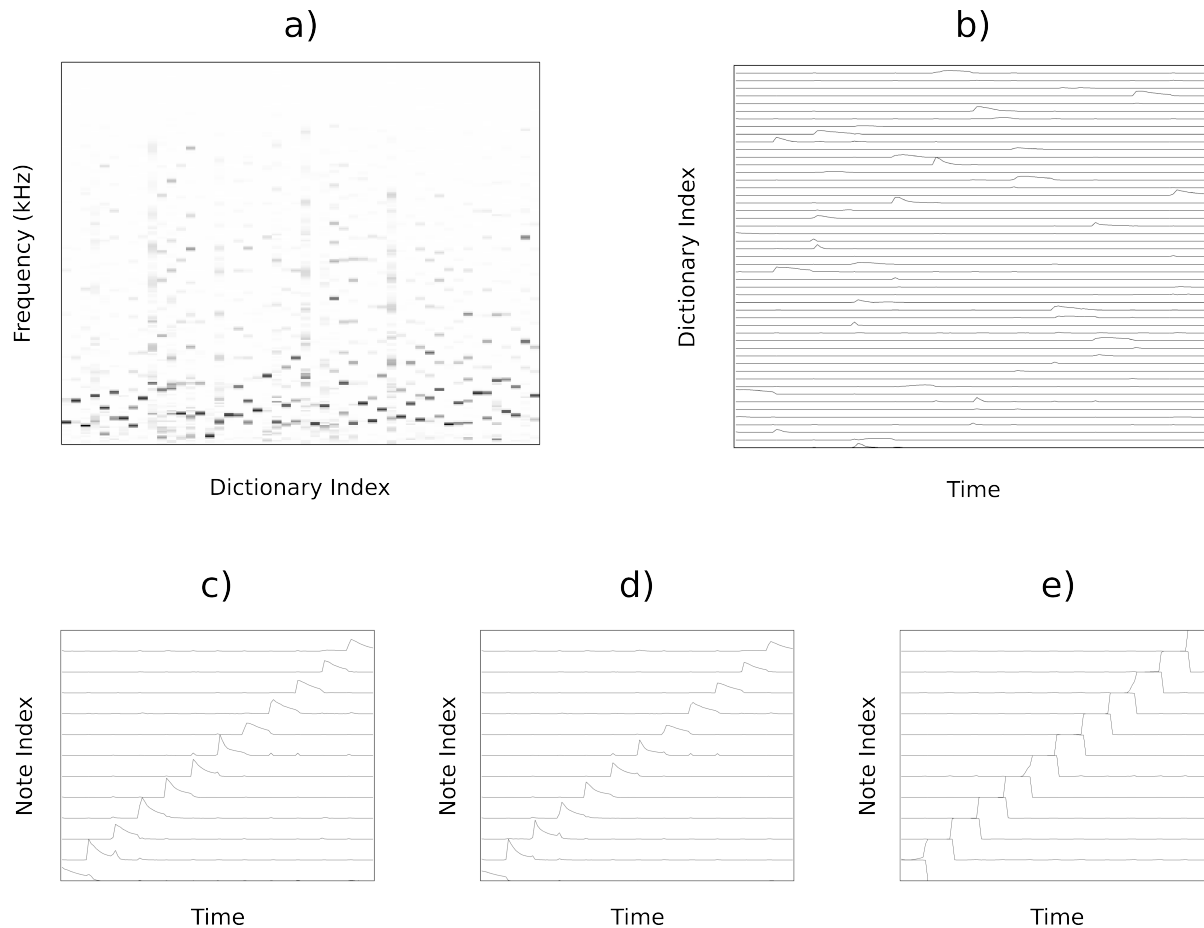 a)
b)
Frequency (kHz)
Dictionary Index
Dictionary Index
Time
c)
d)
e)
Note Index
Note Index
Note Index
Time
Time
Time